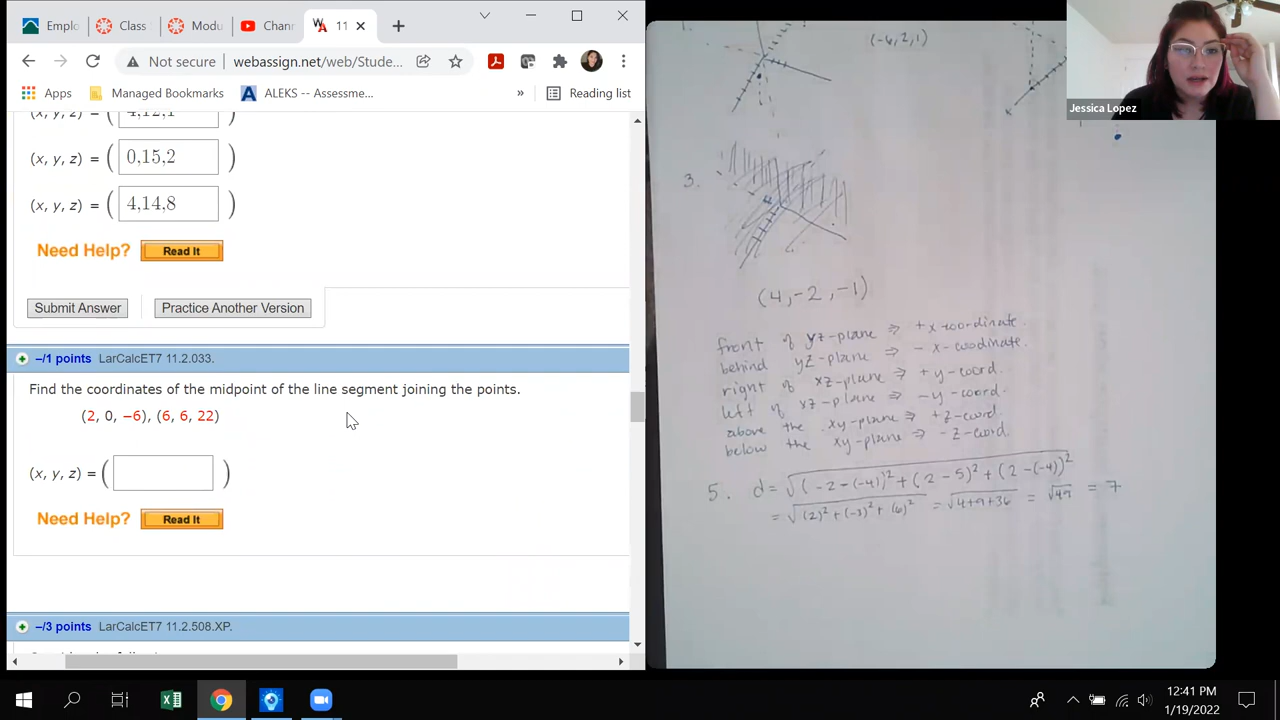 Emplo
Class
Modu
Chan
11
Not secure
webassign.net/web/Stude...
Apps
Managed Bookmarks
ALEKS -- Assessme...
»
Reading list
(x, y, z) = ( 4,12,1 )
(x, y, z) = ( 0,15,2 )
(x, y, z) = ( 4,14,8 )
Need Help? Read It
Submit Answer
Practice Another Version
–/1 points LarCalcET7 11.2.033.
Find the coordinates of the midpoint of the line segment joining the points.
(2, 0, −6), (6, 6, 22)
(x, y, z) = ( )
Need Help? Read It
–/3 points LarCalcET7 11.2.508.XP.
(-6,2,1)
3.
(4,-2,-1)
front of yz-plane ⇒ +x-coordinate.
behind yz-plane ⇒ - x-coodinate.
right of xz-plane ⇒ +y-coord.
left of xz-plane ⇒ -y-coord.
above the xy-plane ⇒ +z-cord.
below the xy-plane ⇒ -z-cord.
5. d= √(-2-(-4))² + (2-5)² + (2-(-4))²
= √(2)² + (-3)² + (6)² = √4+9+36 = √49 = 7
Jessica Lopez
12:41 PM
1/19/2022